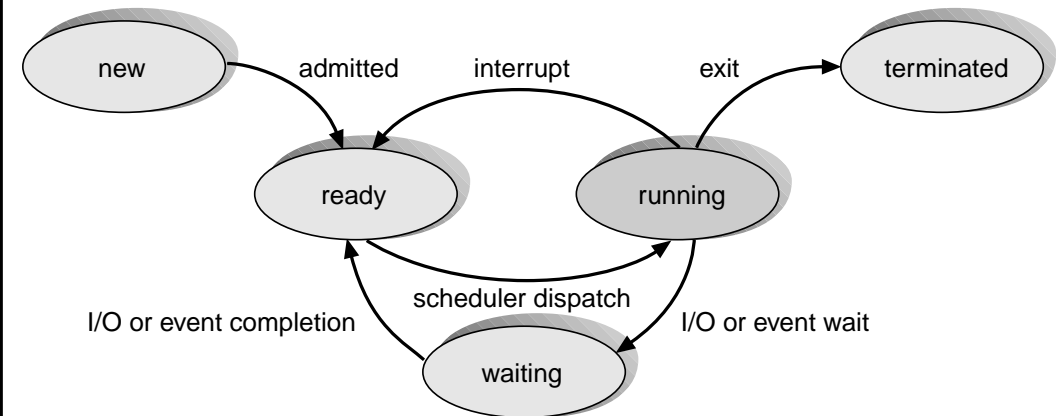 new
admitted
interrupt
exit
terminated
ready
running
scheduler dispatch
I/O or event completion
I/O or event wait
waiting